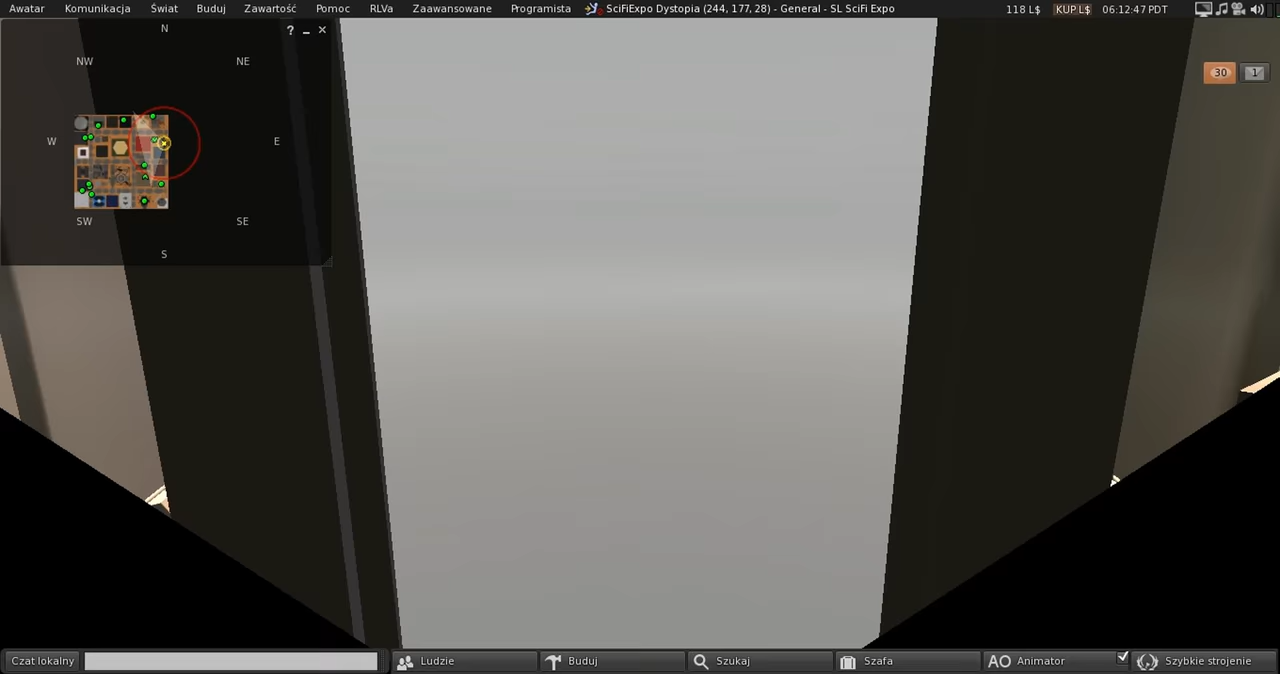 Awatar Komunikacja Świat Buduj Zawartość Pomoc RLVa Zaawansowane Programista SciFiExpo Dystopia (244, 177, 28) - General - SL SciFi Expo 118 L$ KUP L$ 06:12:47 PDT
N ? _ ×
NW NE
30 1
W E
SW SE
S
Czat lokalny Ludzie Buduj Szukaj Szafa AO Animator Szybkie strojenie